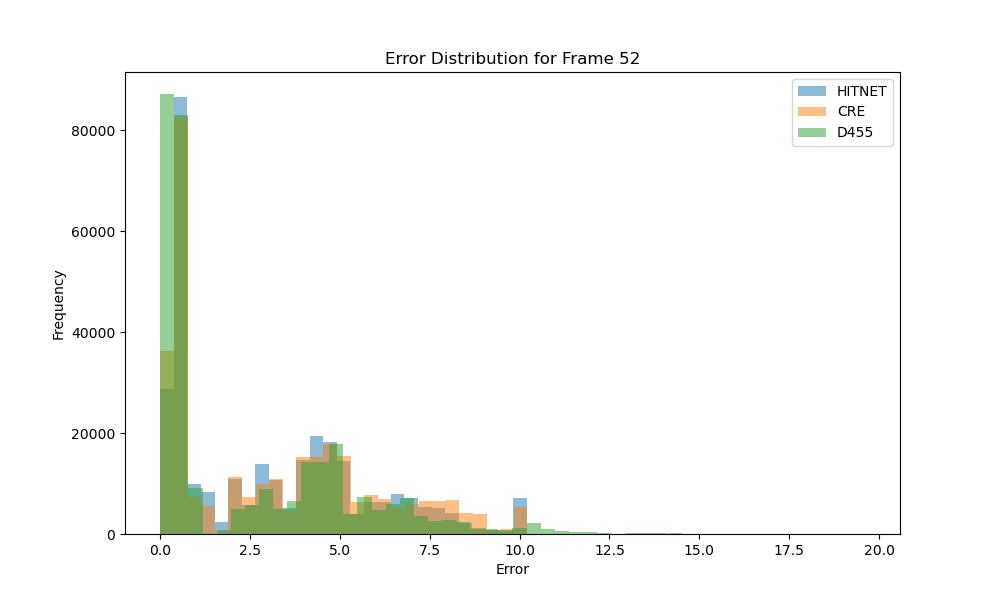 Error Distribution for Frame 52
HITNET
CRE
D455
Frequency
80000
60000
40000
20000
0
0.0 2.5 5.0 7.5 10.0 12.5 15.0 17.5 20.0
Error